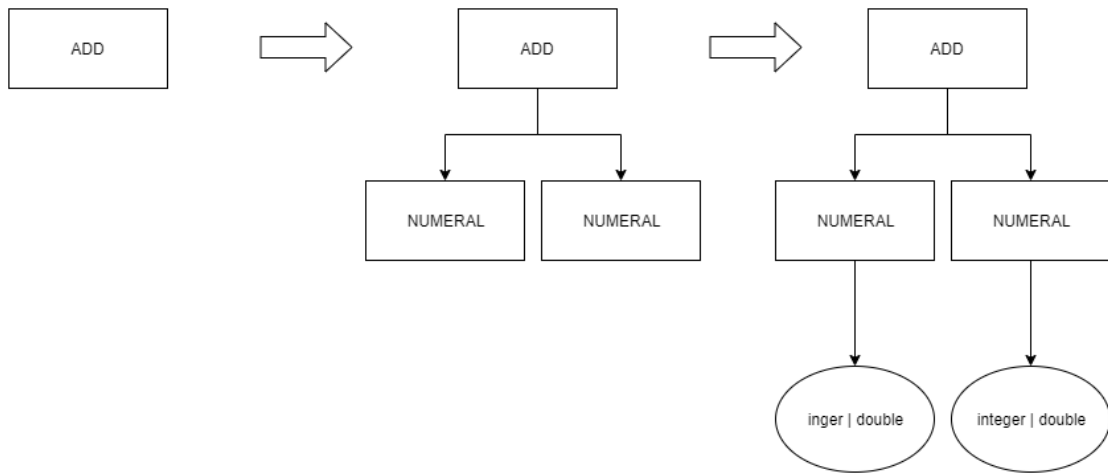 ADD
ADD
ADD
NUMERAL
NUMERAL
NUMERAL
NUMERAL
inger | double
integer | double